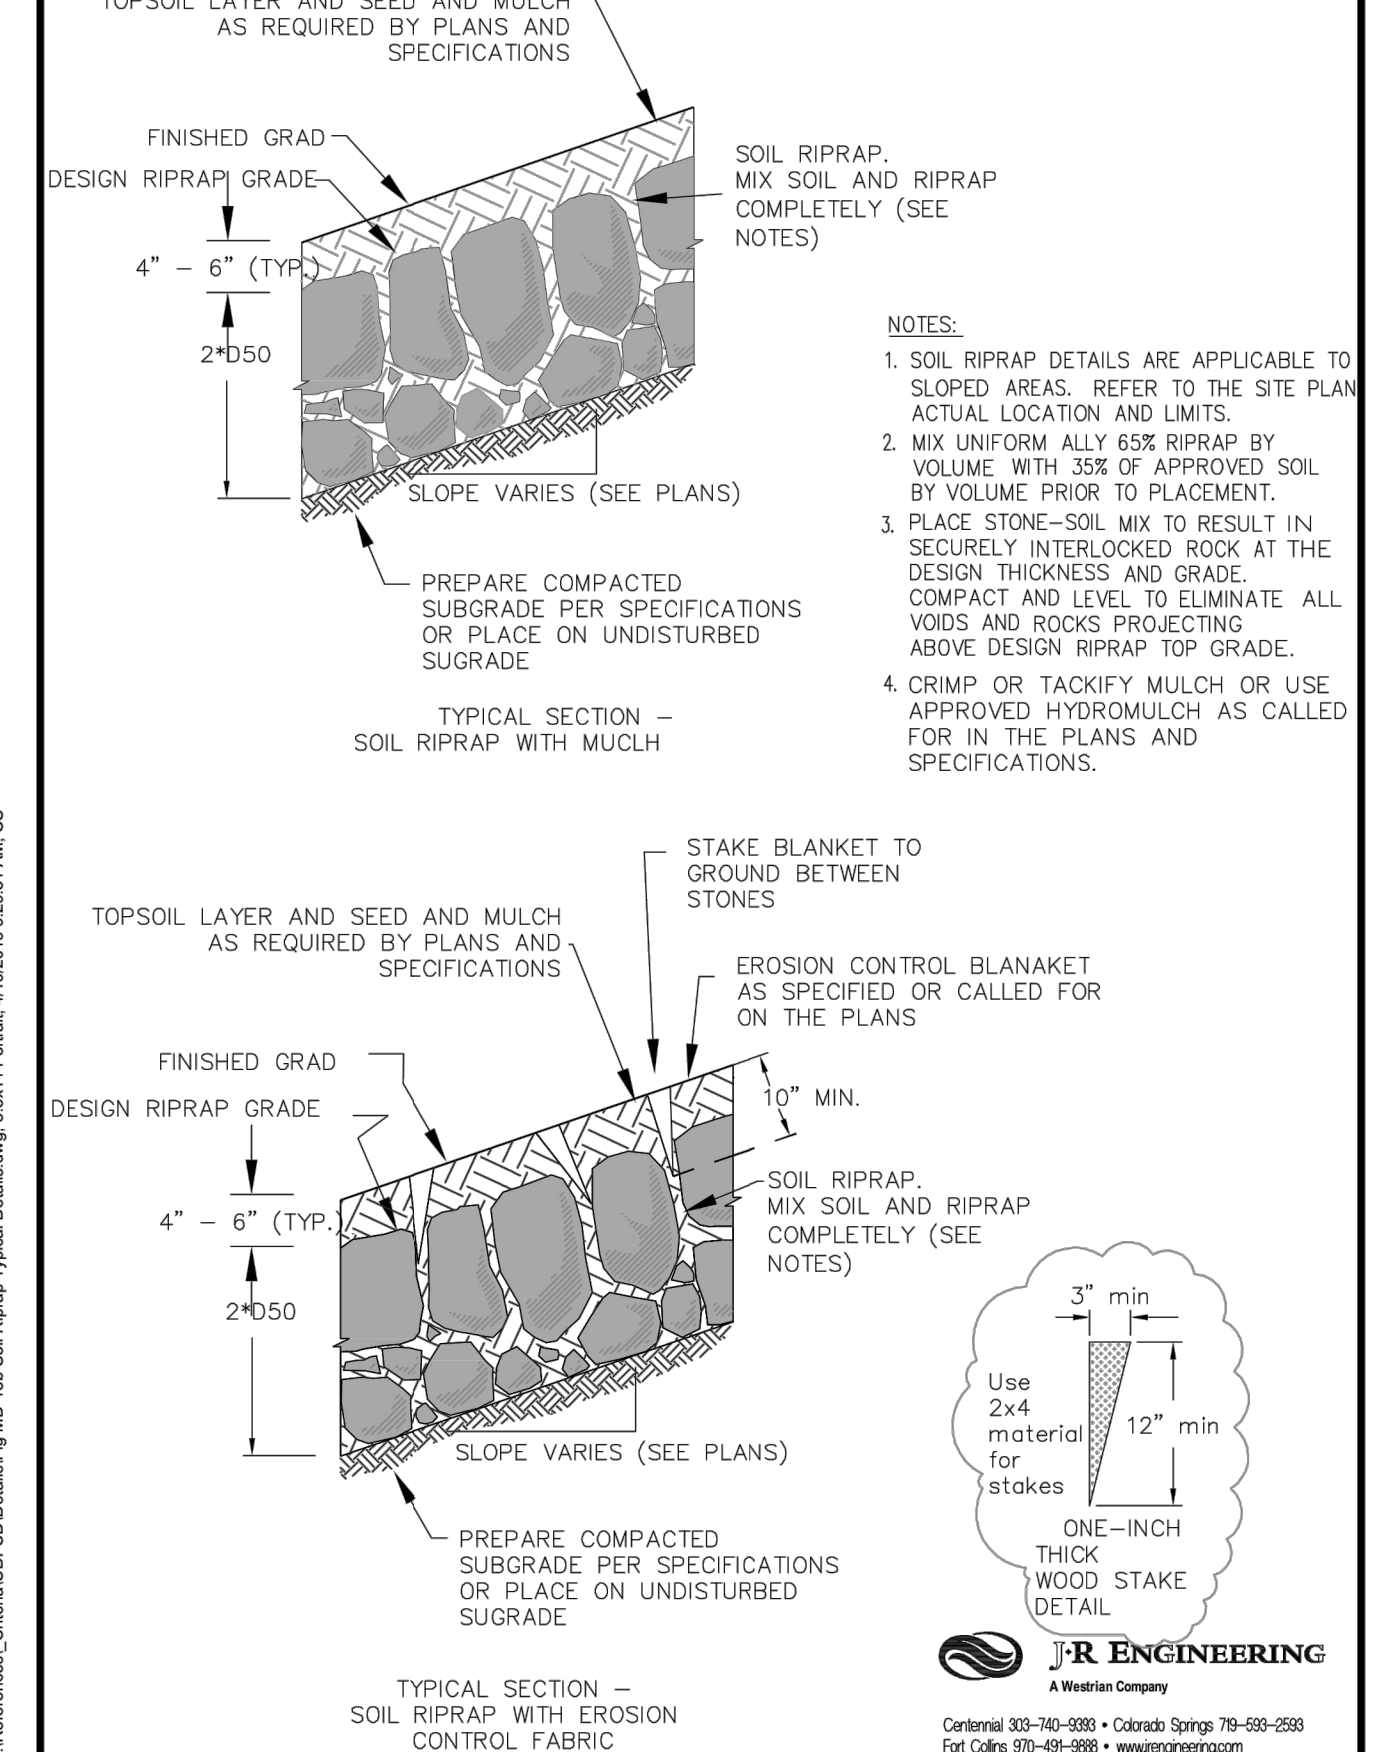 TOPSOIL LAYER AND SEED AND MULCH
AS REQUIRED BY PLANS AND
SPECIFICATIONS
FINISHED GRAD
DESIGN RIPRAP GRADE
4” – 6” (TYP.)
2*D50
SOIL RIPRAP.
MIX SOIL AND RIPRAP
COMPLETELY (SEE
NOTES)
SLOPE VARIES (SEE PLANS)
PREPARE COMPACTED
SUBGRADE PER SPECIFICATIONS
OR PLACE ON UNDISTURBED
SUGRADE
TYPICAL SECTION –
SOIL RIPRAP WITH MUCLH
NOTES:
1. SOIL RIPRAP DETAILS ARE APPLICABLE TO
SLOPED AREAS. REFER TO THE SITE PLAN
ACTUAL LOCATION AND LIMITS.
2. MIX UNIFORM ALLY 65% RIPRAP BY
VOLUME WITH 35% OF APPROVED SOIL
BY VOLUME PRIOR TO PLACEMENT.
3. PLACE STONE–SOIL MIX TO RESULT IN
SECURELY INTERLOCKED ROCK AT THE
DESIGN THICKNESS AND GRADE.
COMPACT AND LEVEL TO ELIMINATE ALL
VOIDS AND ROCKS PROJECTING
ABOVE DESIGN RIPRAP TOP GRADE.
4. CRIMP OR TACKIFY MULCH OR USE
APPROVED HYDROMULCH AS CALLED
FOR IN THE PLANS AND
SPECIFICATIONS.
STAKE BLANKET TO
GROUND BETWEEN
STONES
TOPSOIL LAYER AND SEED AND MULCH
AS REQUIRED BY PLANS AND
SPECIFICATIONS
EROSION CONTROL BLANAKET
AS SPECIFIED OR CALLED FOR
ON THE PLANS
FINISHED GRAD
DESIGN RIPRAP GRADE
10” MIN.
4” – 6” (TYP.)
2*D50
SOIL RIPRAP.
MIX SOIL AND RIPRAP
COMPLETELY (SEE
NOTES)
SLOPE VARIES (SEE PLANS)
PREPARE COMPACTED
SUBGRADE PER SPECIFICATIONS
OR PLACE ON UNDISTURBED
SUGRADE
TYPICAL SECTION –
SOIL RIPRAP WITH EROSION
CONTROL FABRIC
3” min
Use
2x4
material
for
stakes
12” min
ONE–INCH
THICK
WOOD STAKE
DETAIL
J·R ENGINEERING
A Westrian Company
Centennial 303–740–9393 • Colorado Springs 719–593–2593
Fort Collins 970–491–9888 • www.jrengineering.com